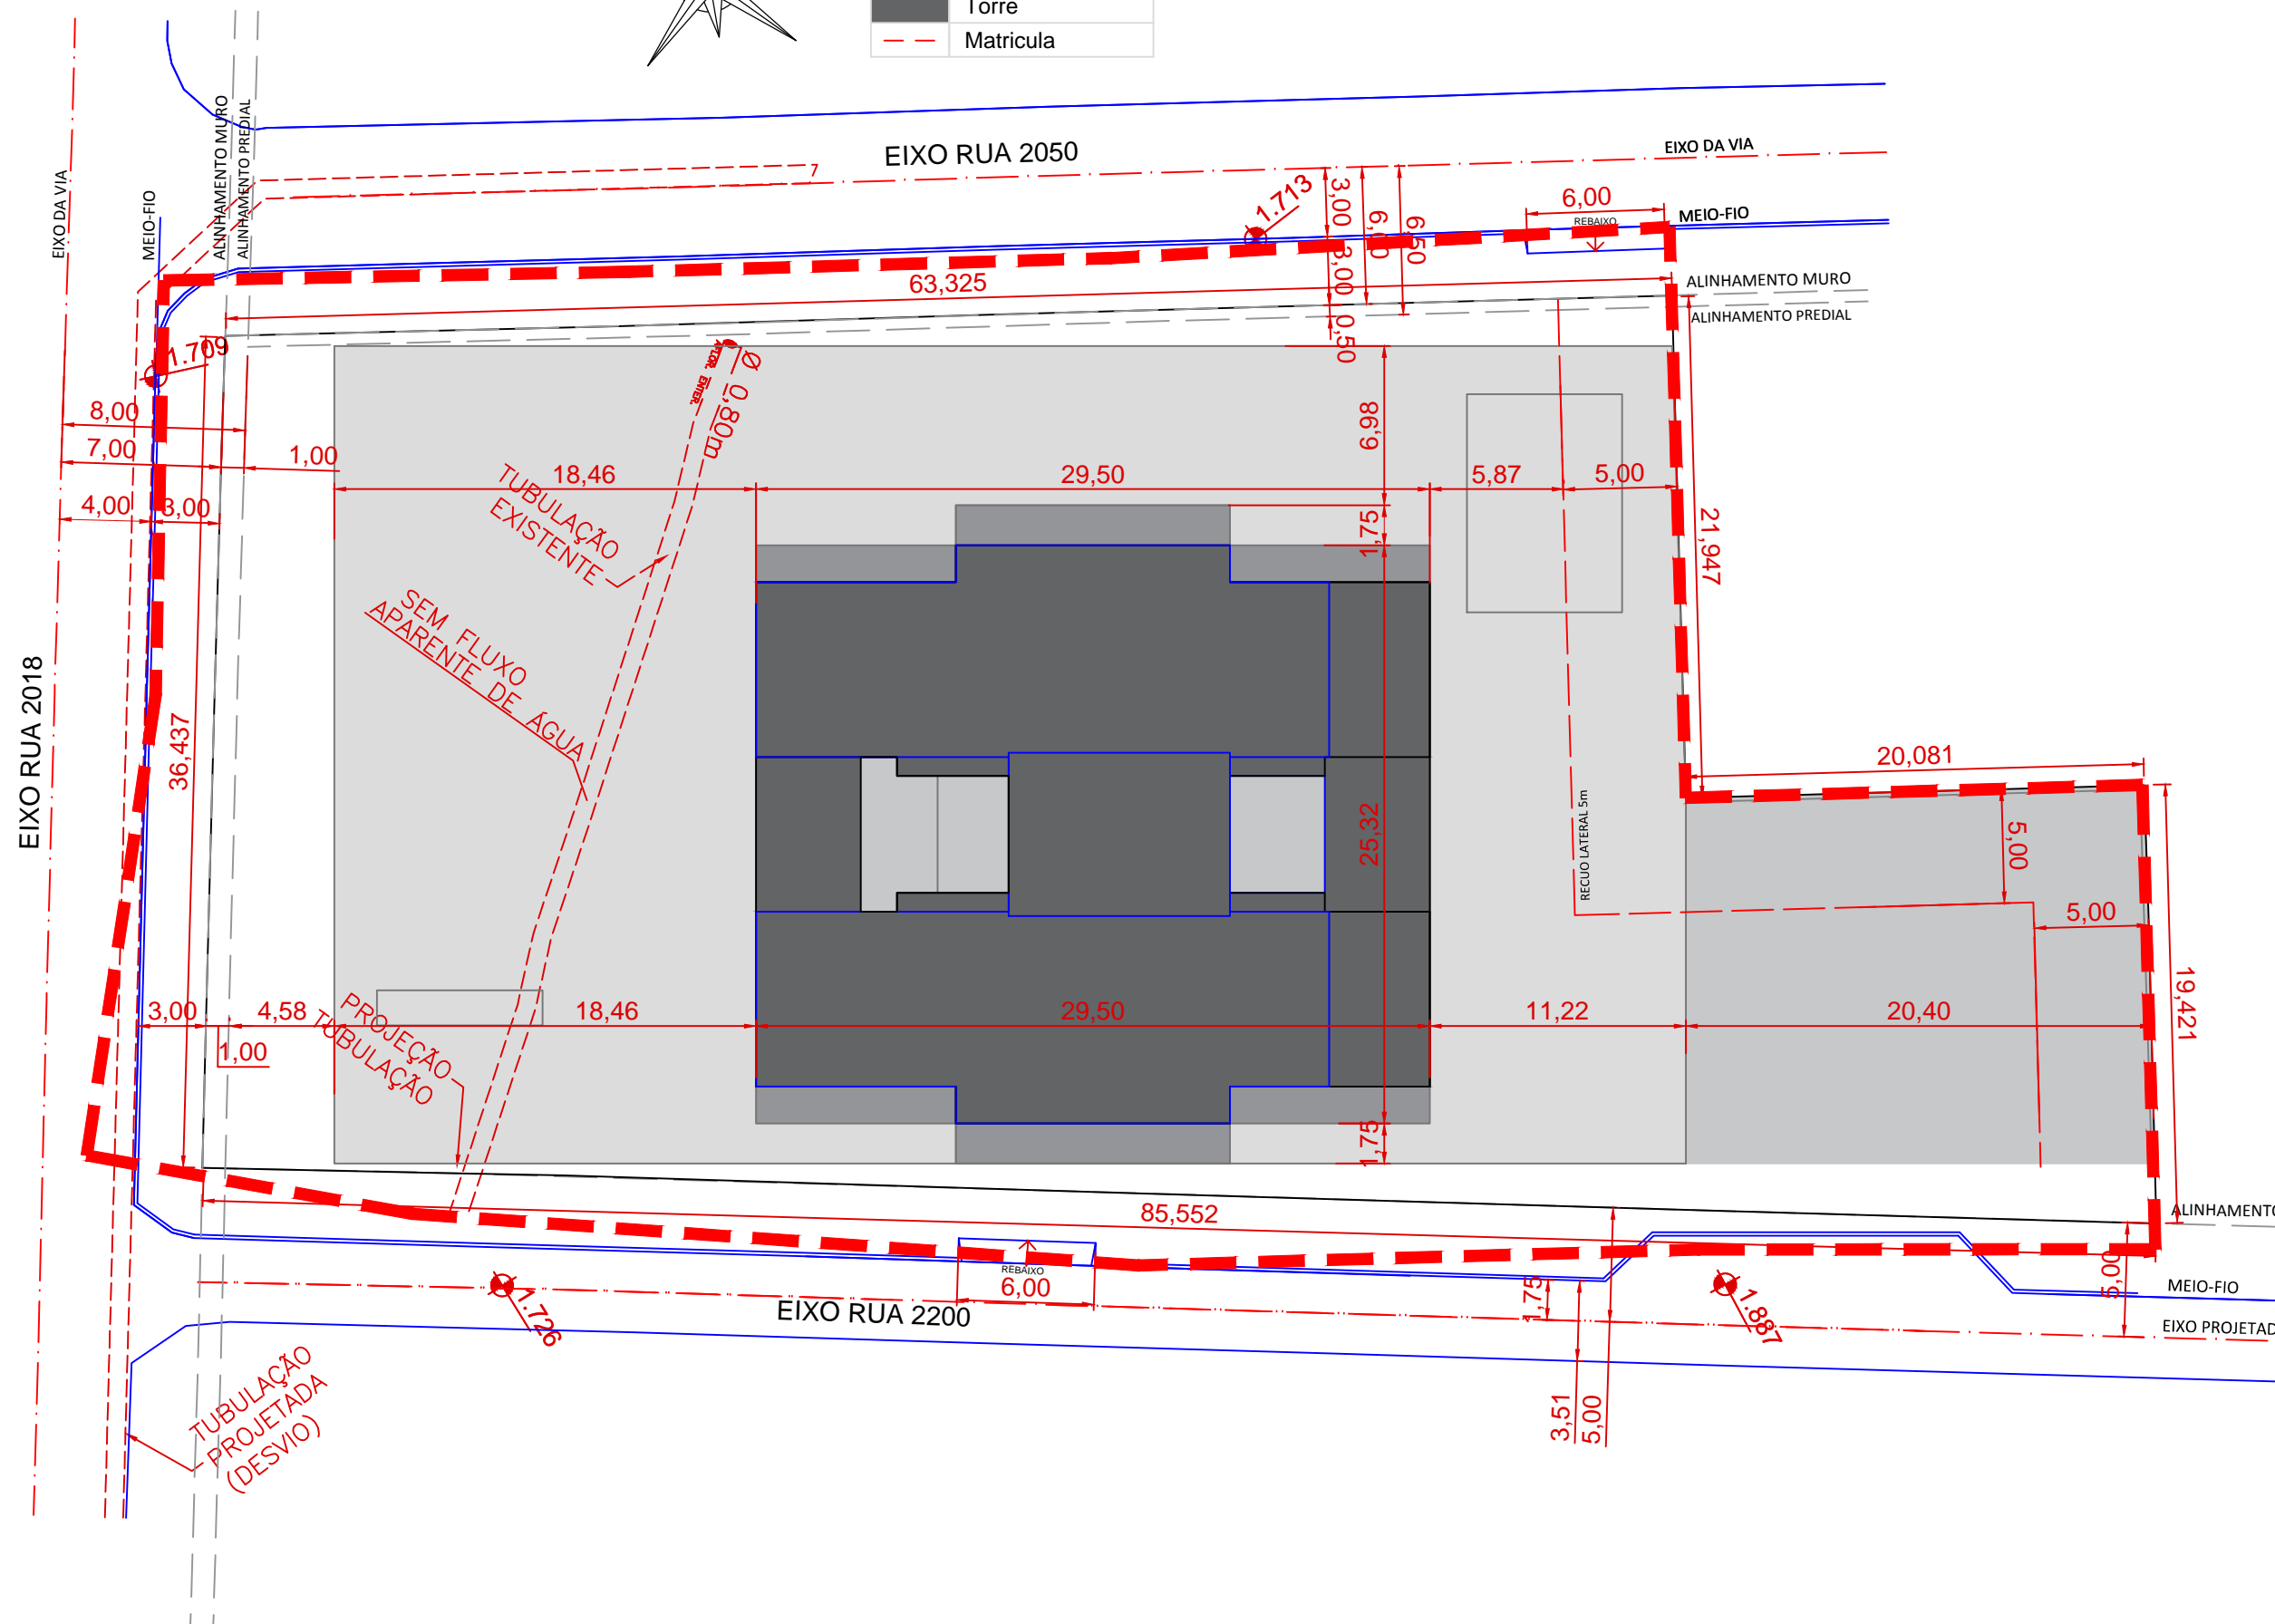 Torre
Matricula
EIXO RUA 2050
EIXO DA VIA
MEIO-FIO
ALINHAMENTO MURO
ALINHAMENTO PREDIAL
EIXO DA VIA
MEIO-FIO
ALINHAMENTO MURO
ALINHAMENTO PREDIAL
1.713
3,00
6,00
6,50
3,00
0,50
6,00
REBAIXO
63,325
1.709
8,00
7,00
1,00
4,00
3,00
Ø 0,80m
TUBULAÇÃO
EXISTENTE
18,46
29,50
6,98
5,87
5,00
1,75
21,947
SEM FLUXO
APARENTE DE ÁGUA
EIXO RUA 2018
36,437
25,32
RECUO LATERAL 5m
20,081
5,00
5,00
19,421
3,00
4,58
18,46
29,50
11,22
20,40
1,00
PROJEÇÃO
TUBULAÇÃO
1,75
85,552
ALINHAMENTO
REBAIXO
6,00
EIXO RUA 2200
1.726
1,75
3,51
5,00
1.887
5,00
MEIO-FIO
EIXO PROJETAD
TUBULAÇÃO
PROJETADA
(DESVIO)